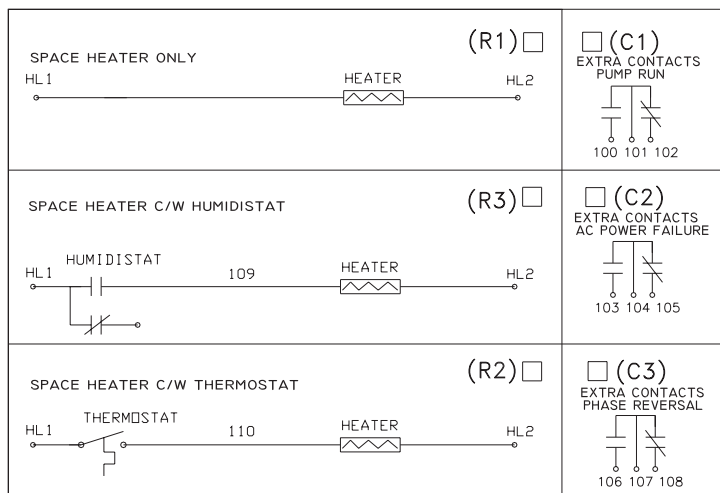 (R1)
SPACE HEATER ONLY
HL1
HEATER
HL2
(C1)
EXTRA CONTACTS
PUMP RUN
100 101 102
(R3)
SPACE HEATER C/W HUMIDISTAT
HUMIDISTAT
HL1
109
HEATER
HL2
(C2)
EXTRA CONTACTS
AC POWER FAILURE
103 104 105
(R2)
SPACE HEATER C/W THERMOSTAT
THERMOSTAT
HL1
110
HEATER
HL2
(C3)
EXTRA CONTACTS
PHASE REVERSAL
106 107 108